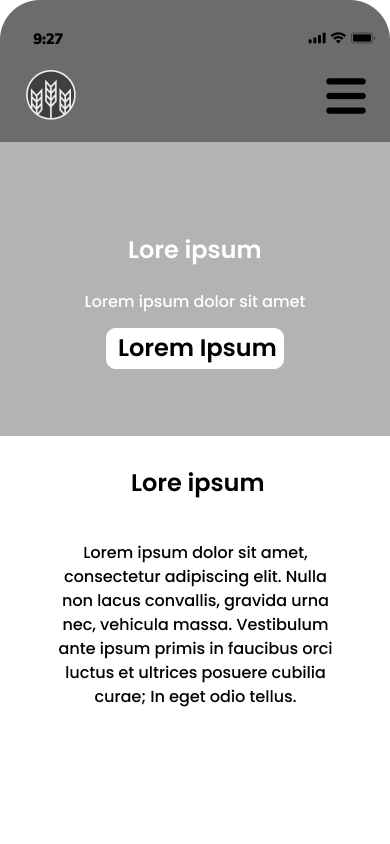 9:27
Lore ipsum
Lorem ipsum dolor sit amet
Lorem Ipsum
Lore ipsum
Lorem ipsum dolor sit amet,
consectetur adipiscing elit. Nulla
non lacus convallis, gravida urna
nec, vehicula massa. Vestibulum
ante ipsum primis in faucibus orci
luctus et ultrices posuere cubilia
curae; In eget odio tellus.